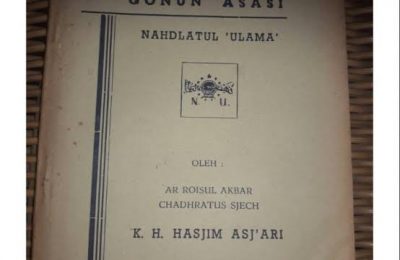 QONUN ASASI
NAHDLATUL 'ULAMA'
N. U.
OLEH :
AR ROISUL AKBAR
CHADHRATUS SJECH
K. H. HASJIM ASJ'ARI